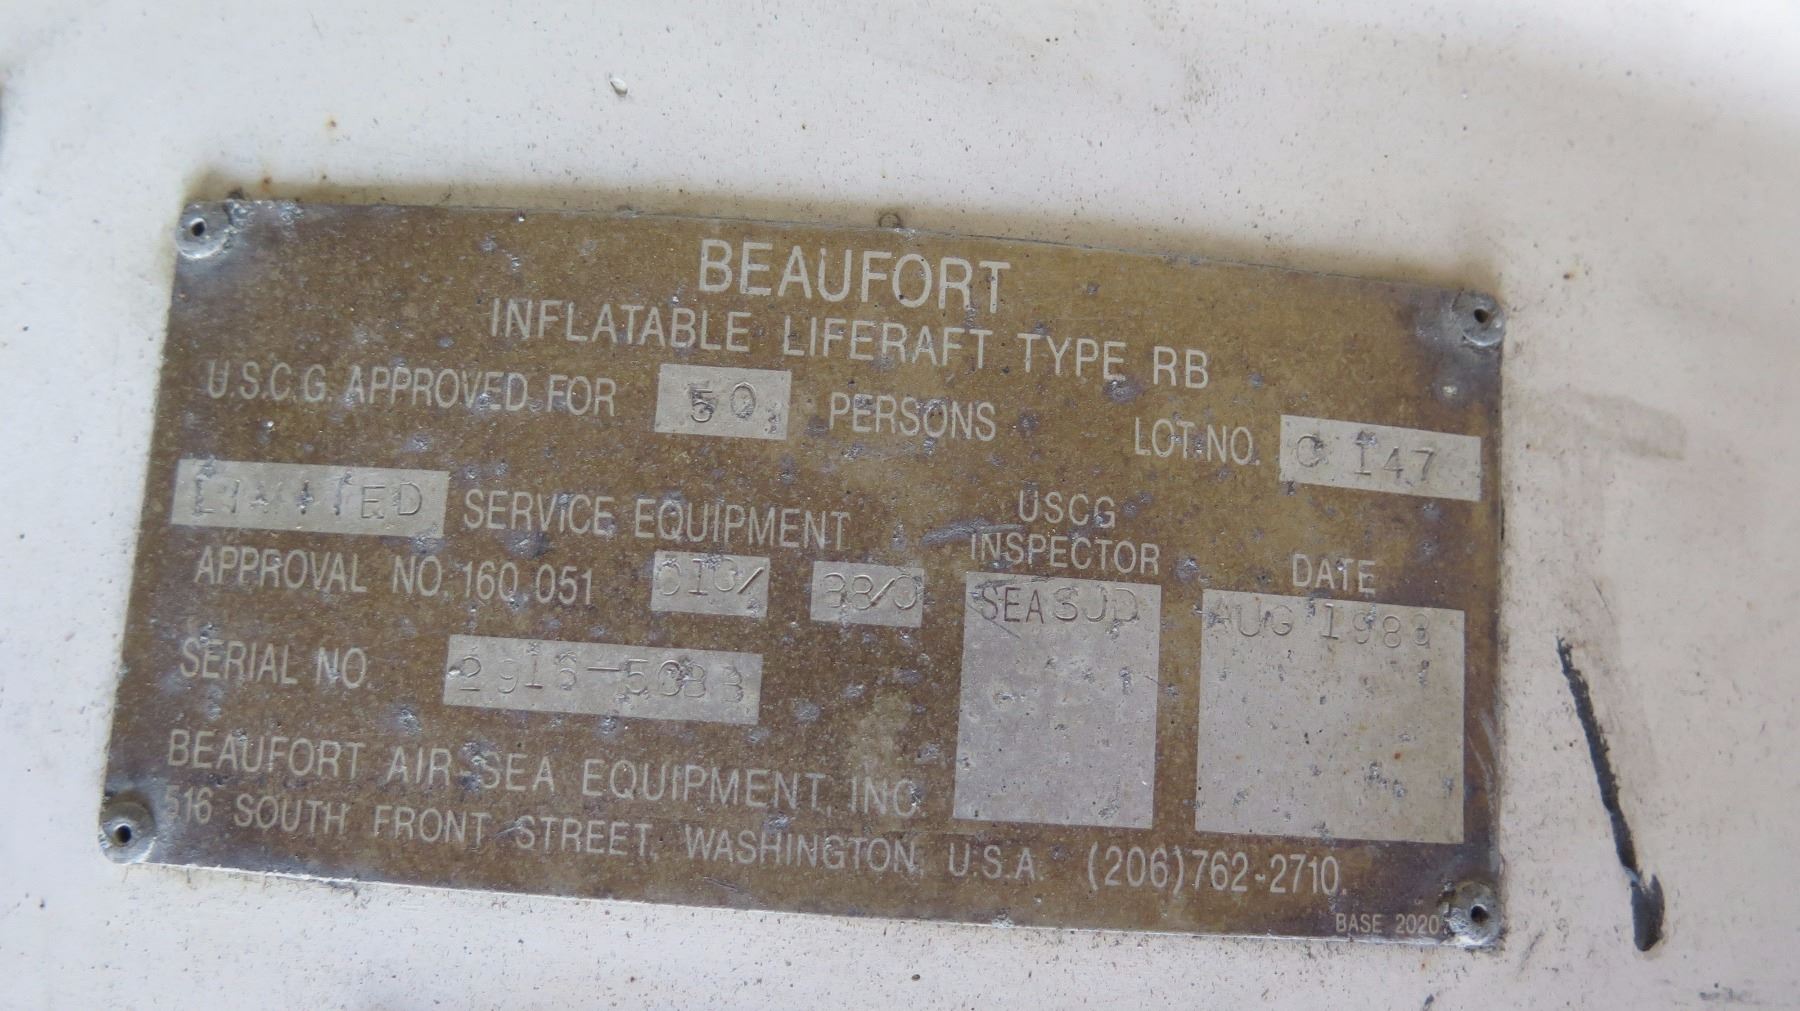 BEAUFORT
INFLATABLE LIFERAFT TYPE RB
U.S.C.G. APPROVED FOR 50 PERSONS
LOT.NO. C 147
LIMITED SERVICE EQUIPMENT
USCG INSPECTOR
DATE
APPROVAL NO. 160.051
AUG
SERIAL NO.
BEAUFORT AIR SEA EQUIPMENT, INC.
516 SOUTH FRONT STREET, WASHINGTON, U.S.A. (206)762-2710.
BASE 2020